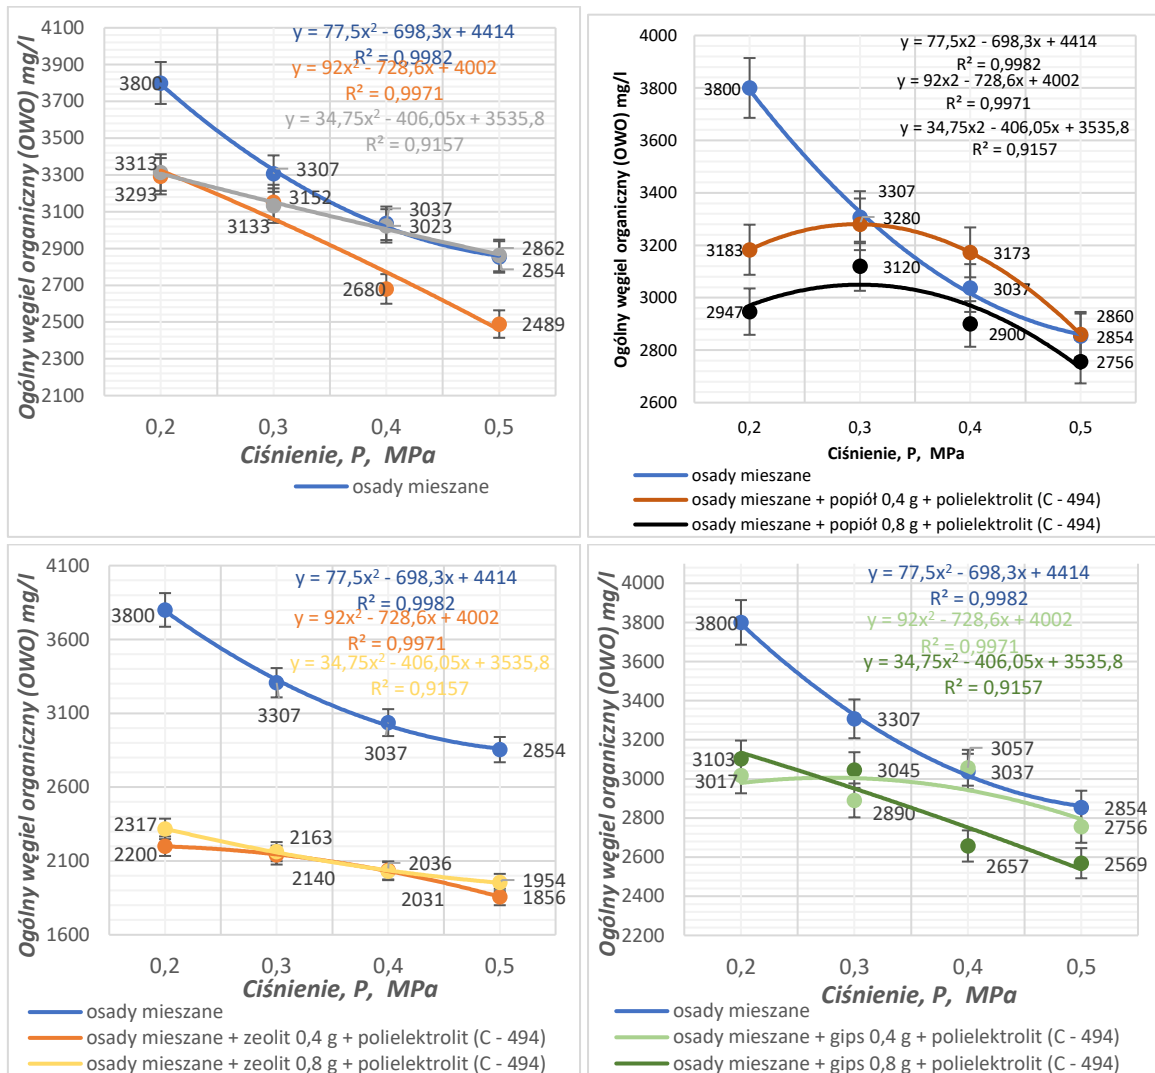 Ogólny węgiel organiczny (OWO) mg/l
4100
3900
3700
3500
3300
3100
2900
2700
2500
2300
2100
y = 77,5x² - 698,3x + 4414
R² = 0,9982
y = 92x² - 728,6x + 4002
R² = 0,9971
y = 34,75x² - 406,05x + 3535,8
R² = 0,9157
3800
3307
3313
3293
3152
3133
3037
3023
2862
2854
2680
2489
0,2 0,3 0,4 0,5
Ciśnienie, P, MPa
osady mieszane
Ogólny węgiel organiczny (OWO) mg/l
4000
3800
3600
3400
3200
3000
2800
2600
y = 77,5x2 - 698,3x + 4414
R² = 0,9982
y = 92x2 - 728,6x + 4002
R² = 0,9971
y = 34,75x2 - 406,05x + 3535,8
R² = 0,9157
3800
3307
3280
3183
3173
3120
3037
2947
2900
2860
2854
2756
0,2 0,3 0,4 0,5
Ciśnienie, P, MPa
osady mieszane
osady mieszane + popiół 0,4 g + polielektrolit (C - 494)
osady mieszane + popiół 0,8 g + polielektrolit (C - 494)
Ogólny węgiel organiczny (OWO) mg/l
4100
3600
3100
2600
2100
1600
y = 77,5x² - 698,3x + 4414
R² = 0,9982
y = 92x² - 728,6x + 4002
R² = 0,9971
y = 34,75x² - 406,05x + 3535,8
R² = 0,9157
3800
3307
3037
2854
2317
2200
2163
2140
2036
2031
1954
1856
0,2 0,3 0,4 0,5
Ciśnienie, P, MPa
osady mieszane
osady mieszane + zeolit 0,4 g + polielektrolit (C - 494)
osady mieszane + zeolit 0,8 g + polielektrolit (C - 494)
Ogólny węgiel organiczny (OWO) mg/l
4000
3800
3600
3400
3200
3000
2800
2600
2400
2200
y = 77,5x² - 698,3x + 4414
R² = 0,9982
y = 92x² - 728,6x + 4002
R² = 0,9971
y = 34,75x² - 406,05x + 3535,8
R² = 0,9157
3800
3307
3103
3017
3045
2890
3057
3037
2854
2756
2657
2569
0,2 0,3 0,4 0,5
Ciśnienie, P, MPa
osady mieszane
osady mieszane + gips 0,4 g + polielektrolit (C - 494)
osady mieszane + gips 0,8 g + polielektrolit (C - 494)